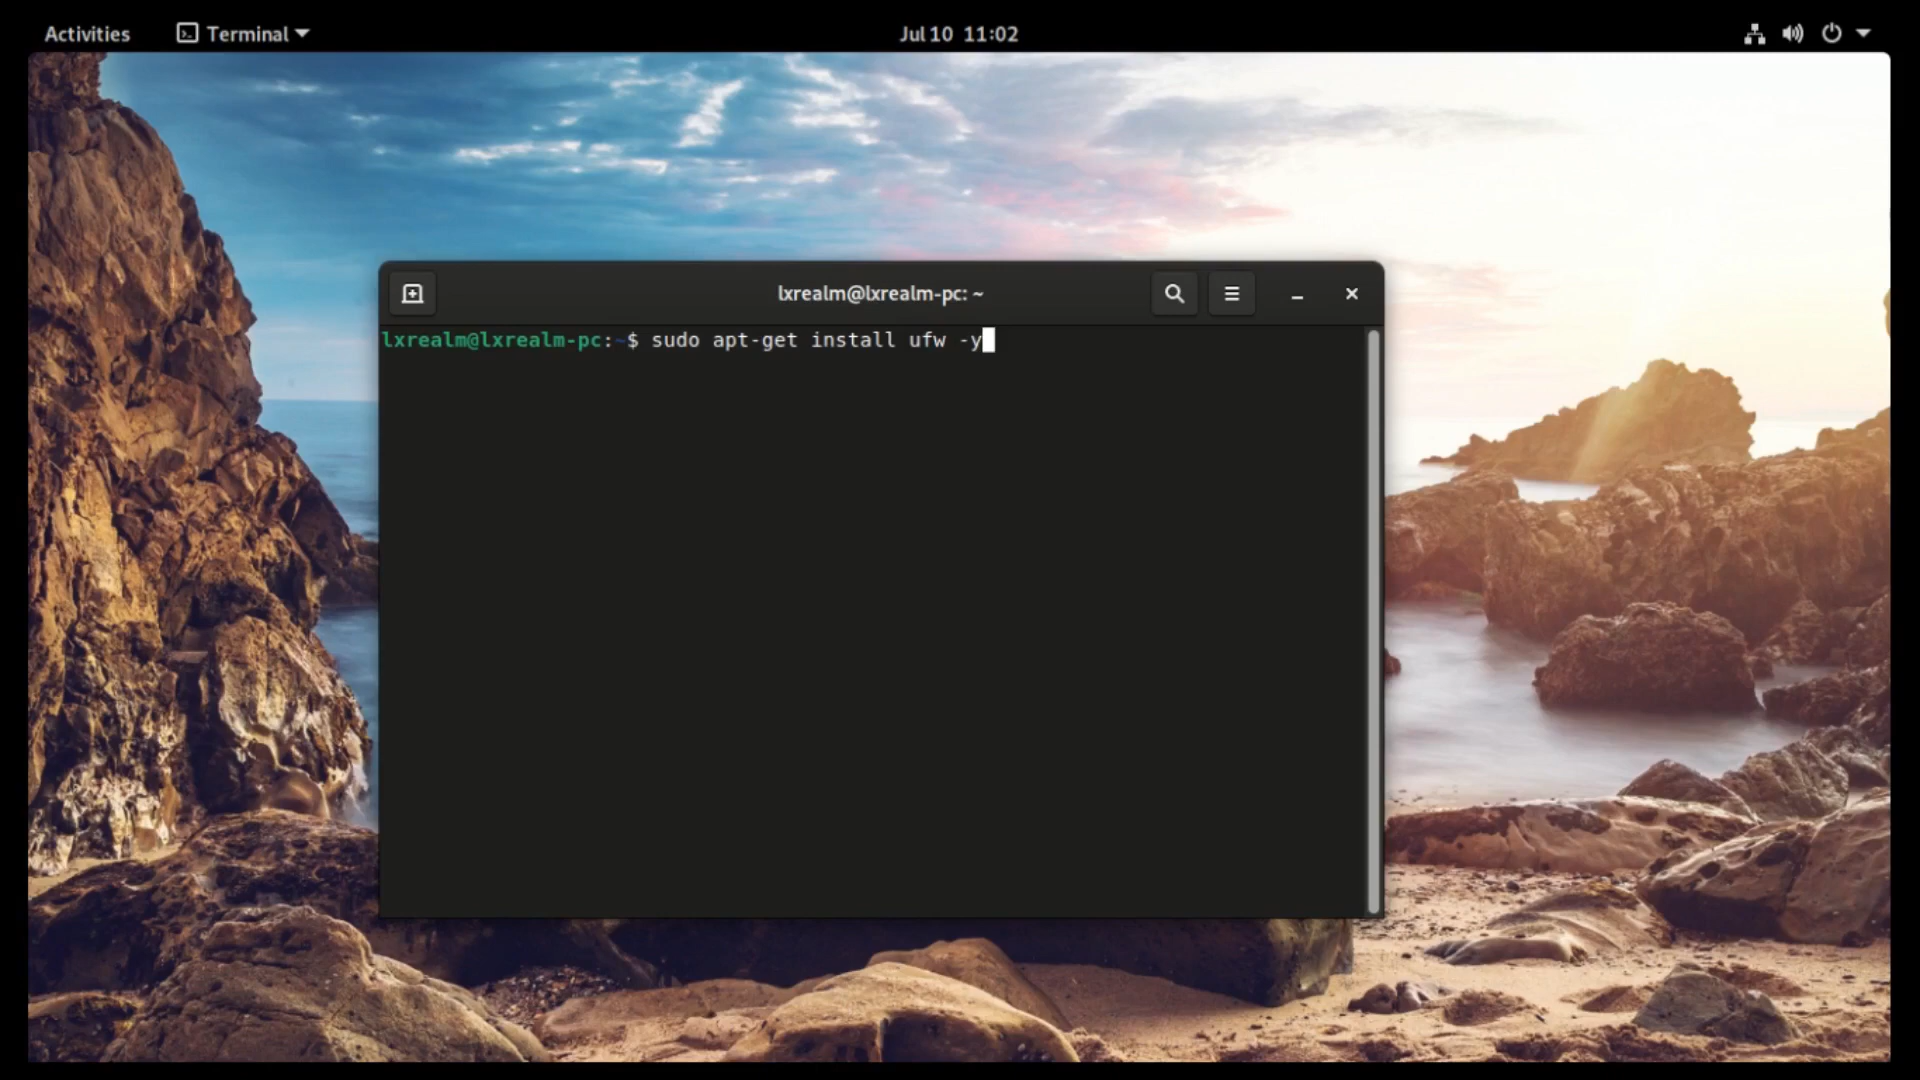 Activities Terminal Jul 10 11:02
lxrealm@lxrealm-pc: ~
lxrealm@lxrealm-pc:~$ sudo apt-get install ufw -y